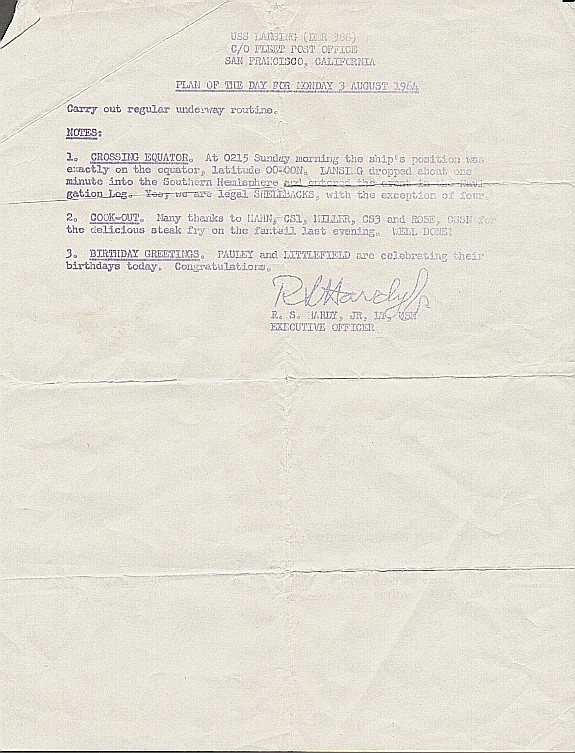 USS LANSING (DER 388)
C/O FLEET POST OFFICE
SAN FRANCISCO, CALIFORNIA
PLAN OF THE DAY FOR MONDAY 3 AUGUST 1964
Carry out regular underway routine.
NOTES:
1. CROSSING EQUATOR. At 0215 Sunday morning the ship's position was
exactly on the equator, latitude 00-00N. LANSING dropped about one
minute into the Southern Hemisphere and entered the event in the Navi
gation Log. Yes, we are legal SHELLBACKS, with the exception of four
2. COOK-OUT. Many thanks to HAHN, CS1, MILLER, CS3 and ROSE, CSSN for
the delicious steak fry on the fantail last evening. WELL DONE!
3. BIRTHDAY GREETINGS. PAULEY and LITTLEFIELD are celebrating their
birthdays today. Congratulations.
R S Hardy Jr
R. S. HARDY, JR, LT, USN
EXECUTIVE OFFICER